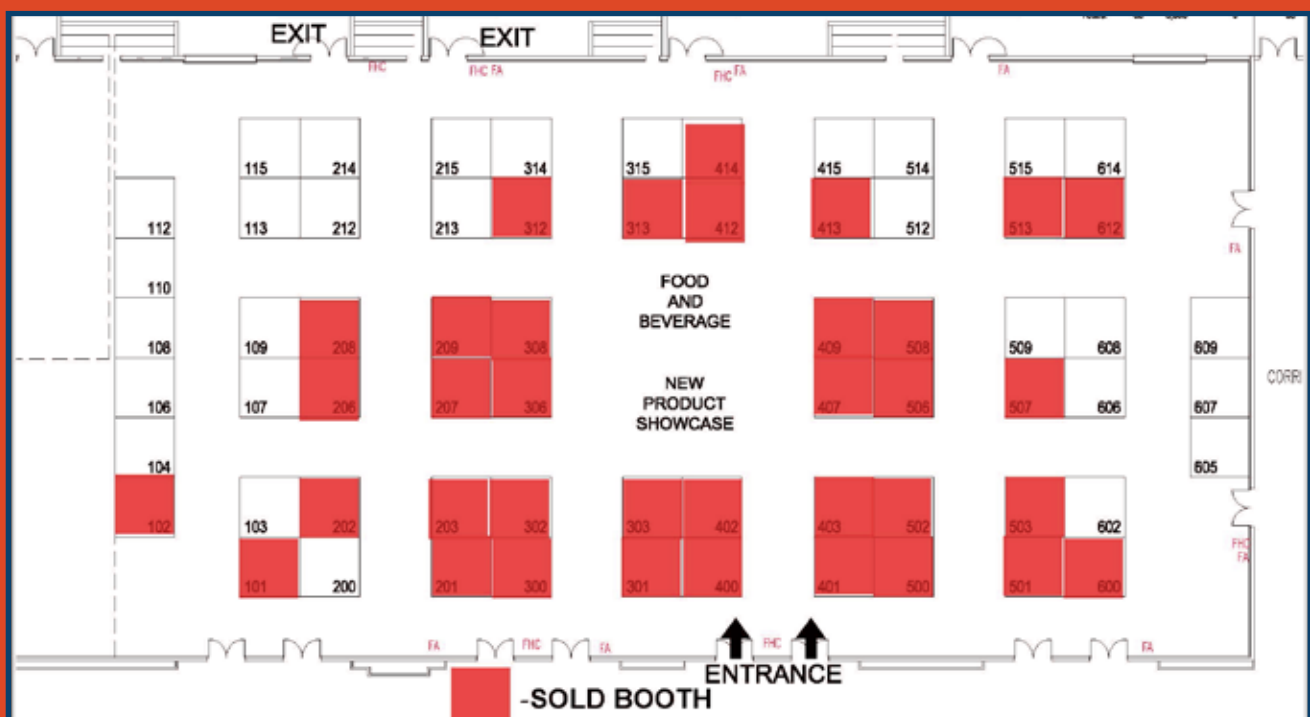 EXIT
EXIT
FHC
FHC FA
FHC
FA
FA
115 214
215 314
315 414
415 514
515 614
112
113 212
213 312
313 412
413 512
513 612
FA
110
FOOD
AND
BEVERAGE
108
109 208
209 308
409 508
509 608
609
CORRI
NEW
PRODUCT
SHOWCASE
106
107 206
207 306
407 506
507 606
607
104
605
102
103 202
203 302
303 402
403 502
503 602
FHC
FA
101 200
201 300
301 400
401 500
501 600
FA
FHC
FA
FHC
FA
ENTRANCE
-SOLD BOOTH